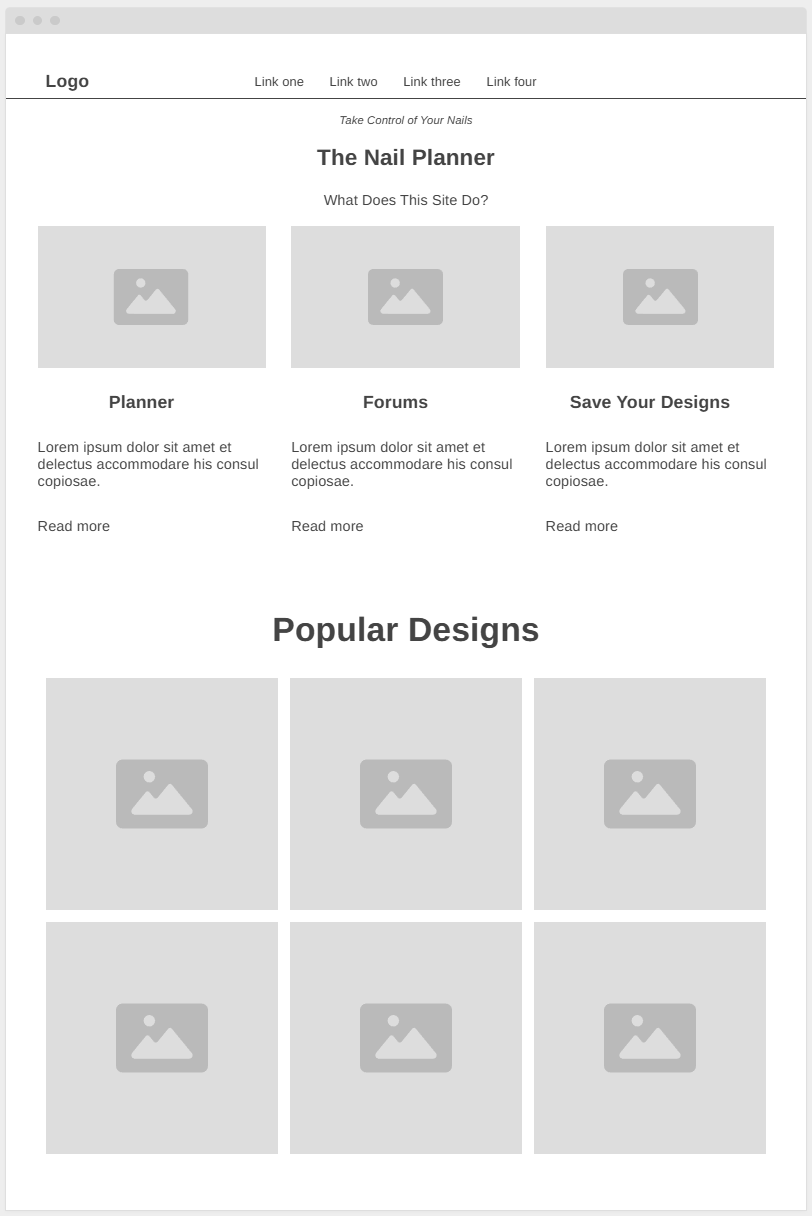 Logo
Link one Link two Link three Link four
Take Control of Your Nails
The Nail Planner
What Does This Site Do?
Planner
Lorem ipsum dolor sit amet et
delectus accommodare his consul
copiosae.
Read more
Forums
Lorem ipsum dolor sit amet et
delectus accommodare his consul
copiosae.
Read more
Save Your Designs
Lorem ipsum dolor sit amet et
delectus accommodare his consul
copiosae.
Read more
Popular Designs